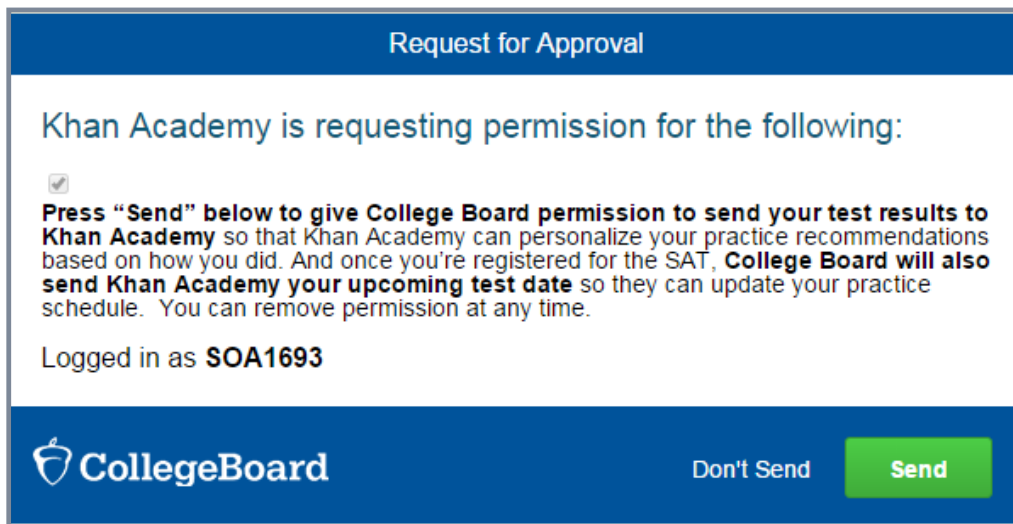 Request for Approval
Khan Academy is requesting permission for the following:
Press “Send” below to give College Board permission to send your test results to
Khan Academy so that Khan Academy can personalize your practice recommendations
based on how you did. And once you’re registered for the SAT, College Board will also
send Khan Academy your upcoming test date so they can update your practice
schedule.  You can remove permission at any time.
Logged in as SOA1693
CollegeBoard
Don't Send
Send